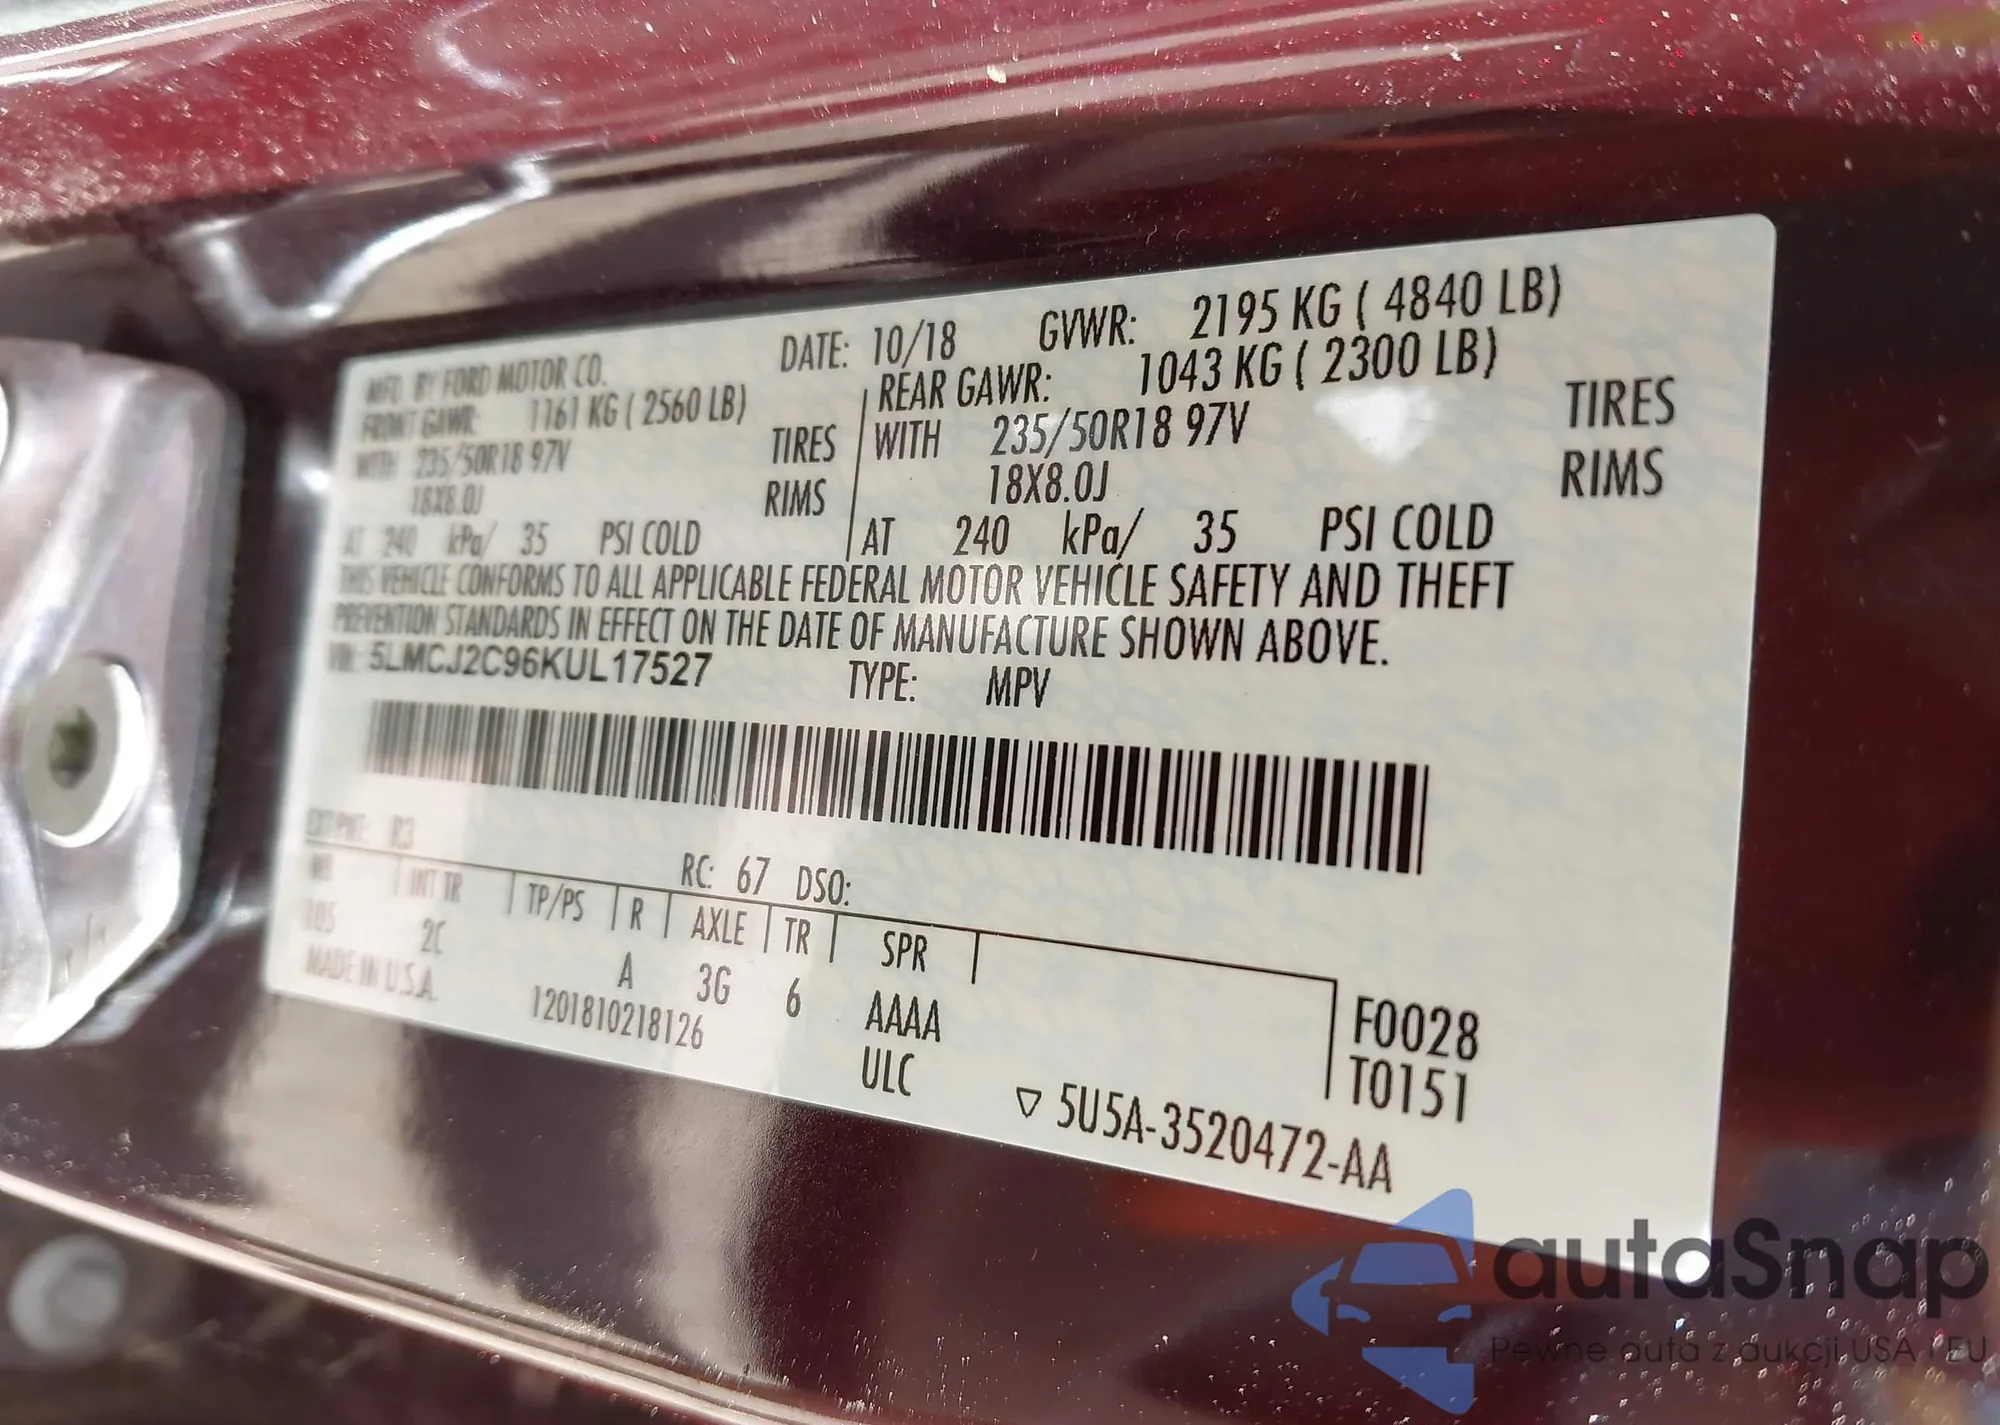 MFD. BY FORD MOTOR CO. DATE: 10/18 GVWR: 2195 KG ( 4840 LB)
FRONT GAWR: 1161 KG ( 2560 LB) REAR GAWR: 1043 KG ( 2300 LB)
WITH 235/50R18 97V TIRES WITH 235/50R18 97V TIRES
18X8.0J RIMS 18X8.0J RIMS
AT 240 kPa/ 35 PSI COLD AT 240 kPa/ 35 PSI COLD
THIS VEHICLE CONFORMS TO ALL APPLICABLE FEDERAL MOTOR VEHICLE SAFETY AND THEFT
PREVENTION STANDARDS IN EFFECT ON THE DATE OF MANUFACTURE SHOWN ABOVE.
VIN: 5LMCJ2C96KUL17527 TYPE: MPV
EXT PNT: R3 RC: 67 DSO:
WB INT TR TP/PS R AXLE TR SPR
105 2C A 3G 6 AAAA F0028
MADE IN U.S.A. 1201810218126 ULC T0151
▽ 5U5A-3520472-AA
autaSnap
Pewne auta z aukcji USA i EU